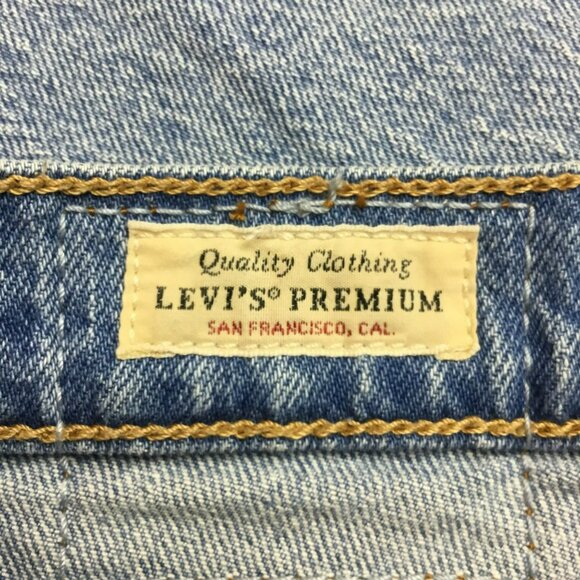 Quality Clothing
LEVI'S® PREMIUM
SAN FRANCISCO, CAL.